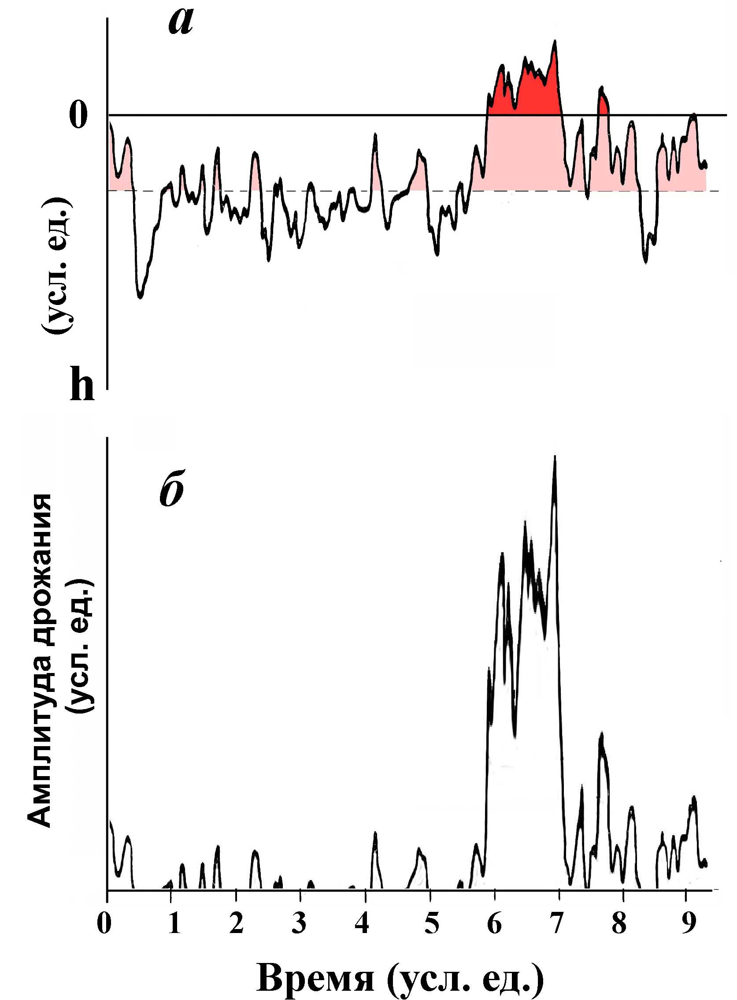 а
0
(усл. ед.)
h
б
Амплитуда дрожания
(усл. ед.)
0 1 2 3 4 5 6 7 8 9
Время (усл. ед.)